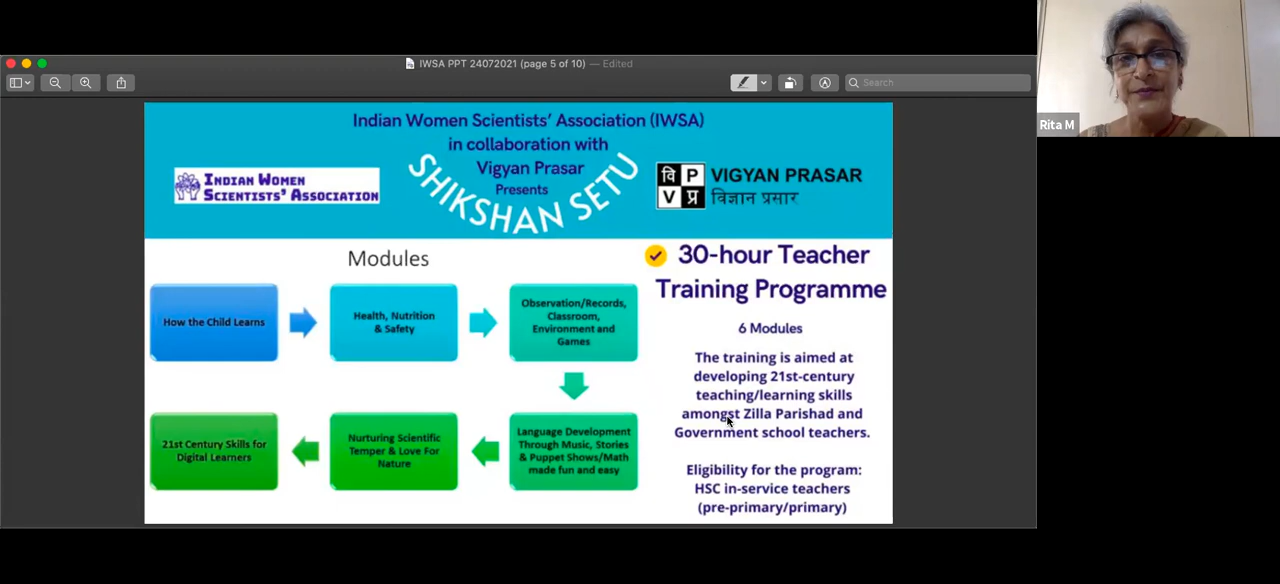 IWSA PPT 24072021 (page 5 of 10) — Edited
Search
Rita M
Indian Women Scientists' Association (IWSA)
in collaboration with
Vigyan Prasar
Presents
SHIKSHAN SETU
INDIAN WOMEN
SCIENTISTS' ASSOCIATION
वि P
V प्र
VIGYAN PRASAR
विज्ञान प्रसार
Modules
How the Child Learns
Health, Nutrition
& Safety
Observation/Records,
Classroom,
Environment and
Games
Language Development
Through Music, Stories
& Puppet Shows/Math
made fun and easy
Nurturing Scientific
Temper & Love For
Nature
21st Century Skills for
Digital Learners
30-hour Teacher
Training Programme
6 Modules
The training is aimed at
developing 21st-century
teaching/learning skills
amongst Zilla Parishad and
Government school teachers.
Eligibility for the program:
HSC in-service teachers
(pre-primary/primary)